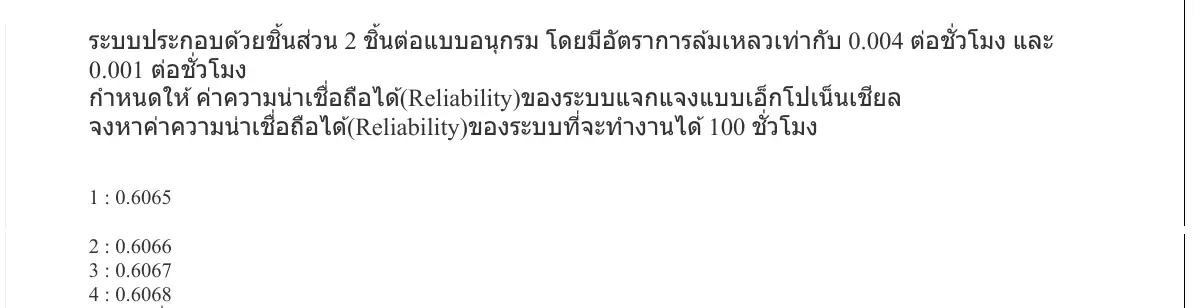 ระบบประกอบด้วยชิ้นส่วน 2 ชิ้นต่อแบบอนุกรม โดยมีอัตราการล้มเหลวเท่ากับ 0.004 ต่อชั่วโมง และ
0.001 ต่อชั่วโมง
กำหนดให้ ค่าความน่าเชื่อถือได้(Reliability)ของระบบแจกแจงแบบเอ็กโปเน็นเชียล
จงหาค่าความน่าเชื่อถือได้(Reliability)ของระบบที่จะทำงานได้ 100 ชั่วโมง
1 : 0.6065
2 : 0.6066
3 : 0.6067
4 : 0.6068